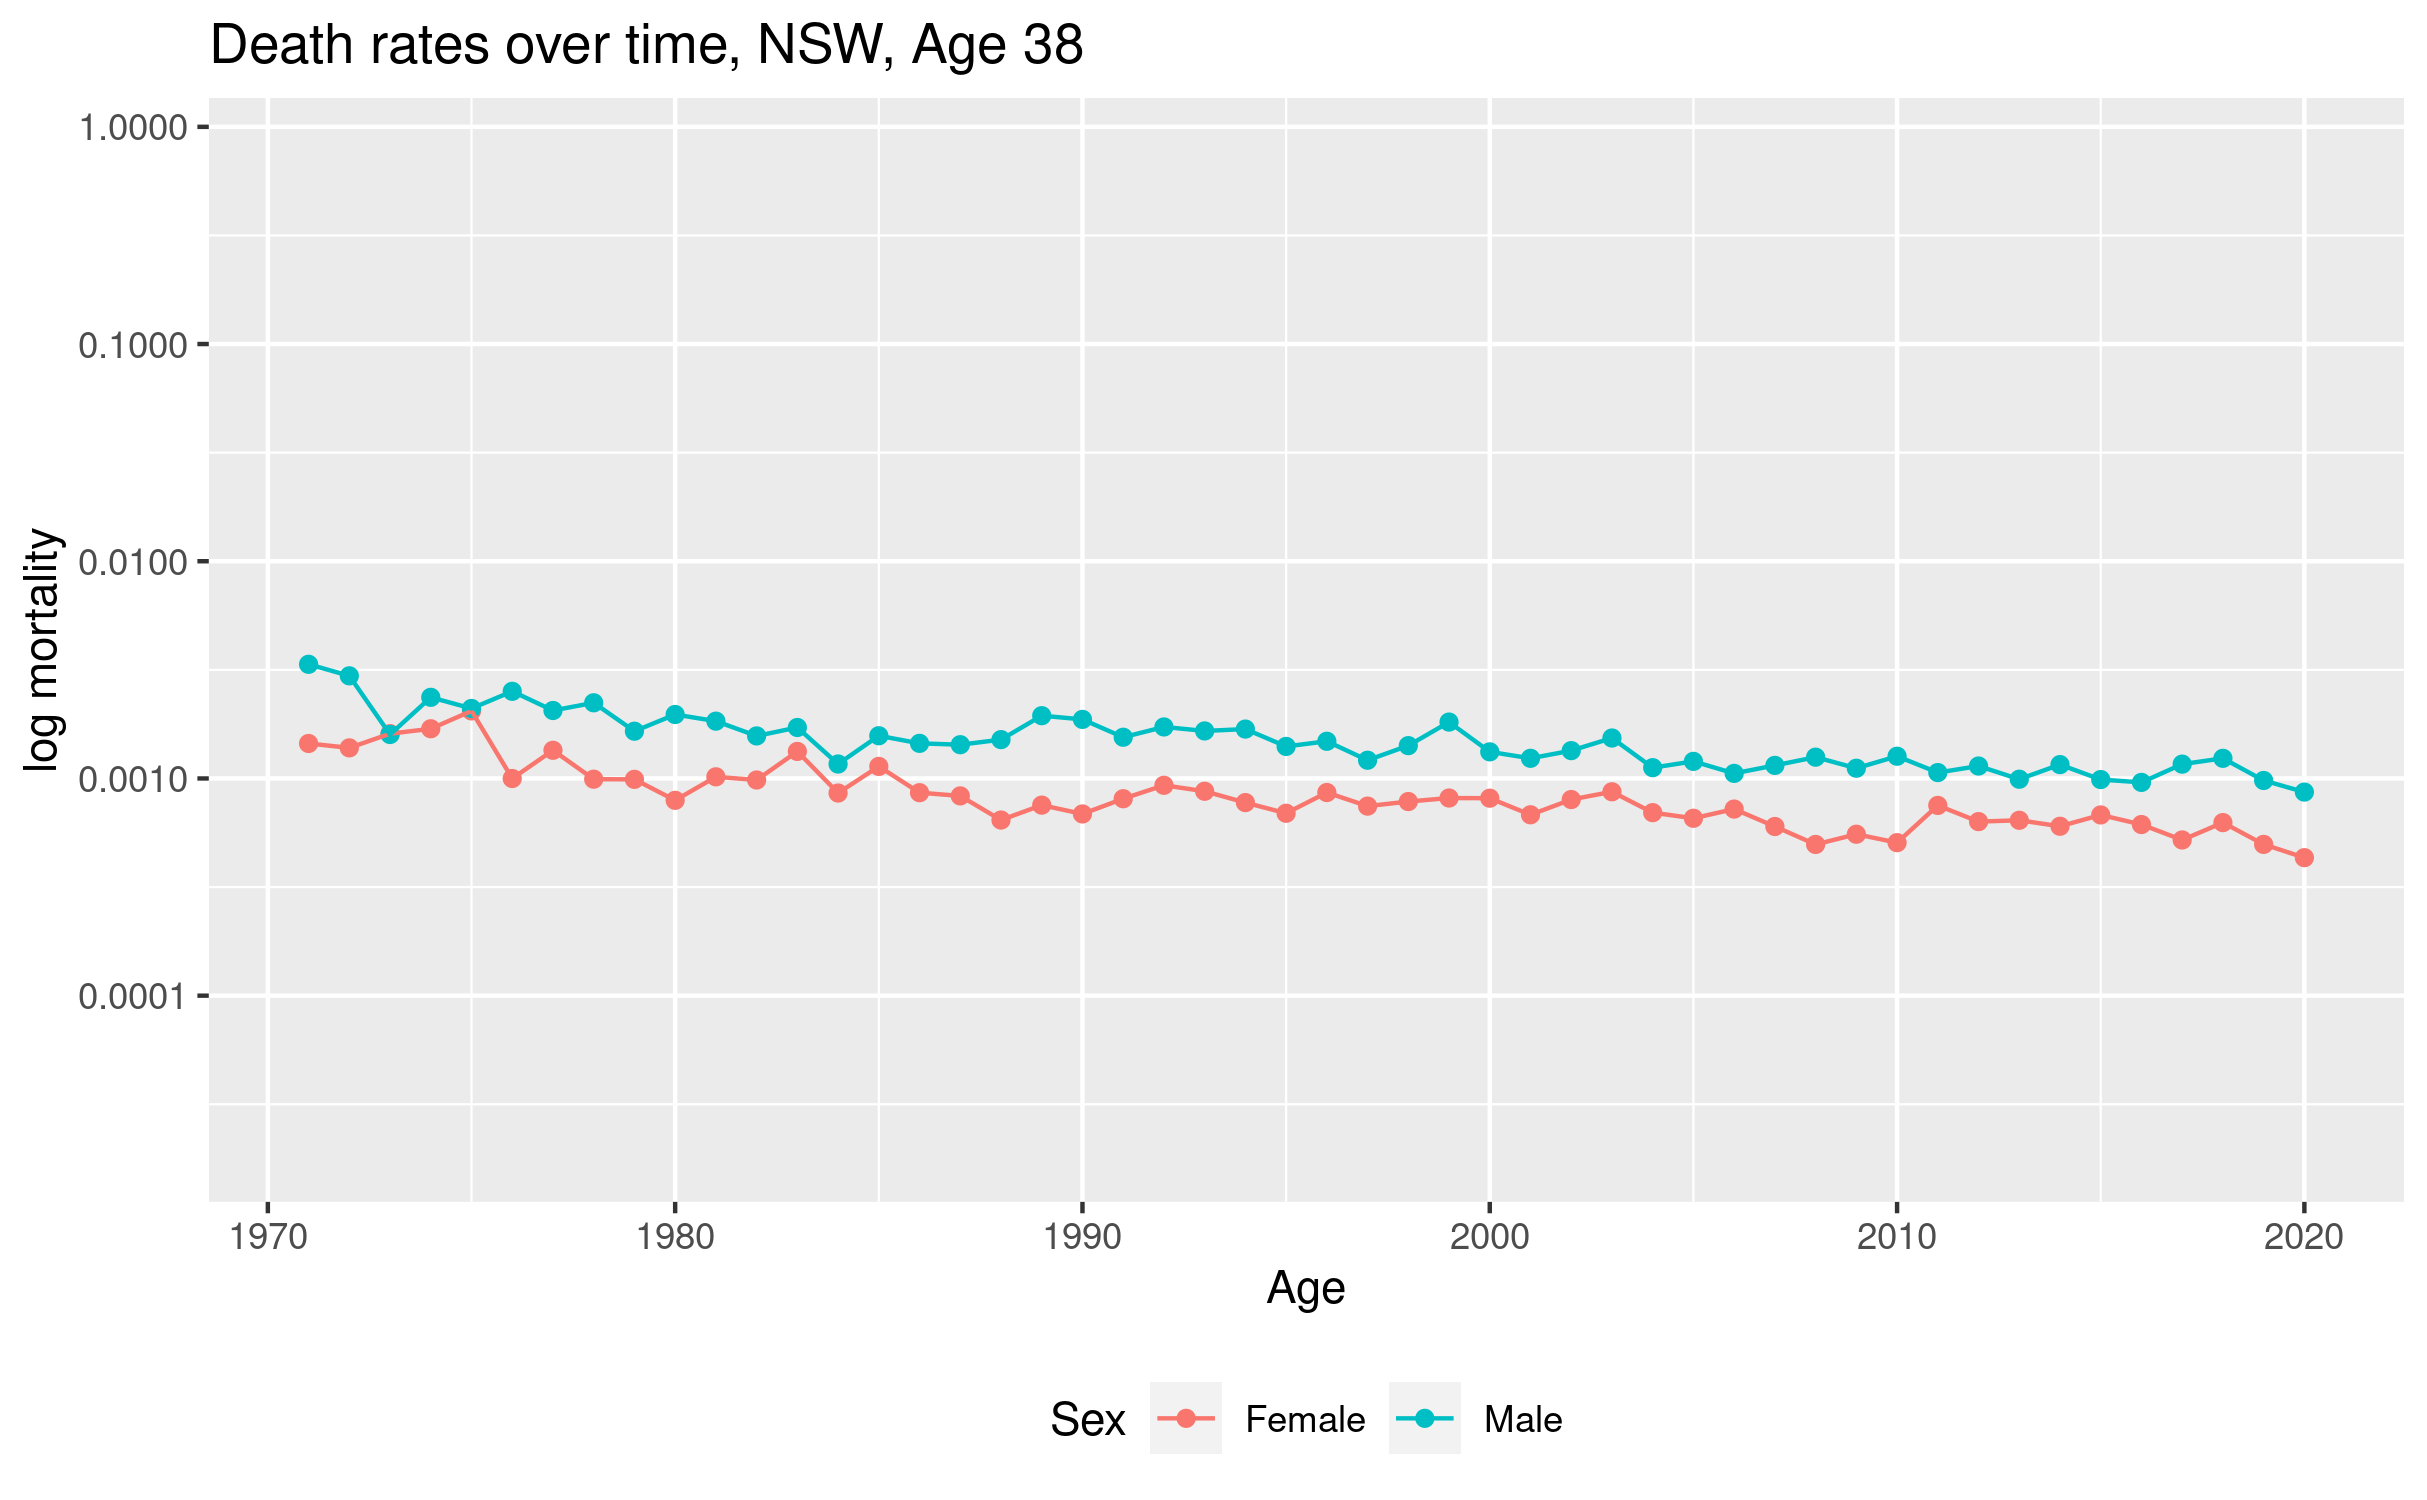 Death rates over time, NSW, Age 38
log mortality
1.0000
0.1000
0.0100
0.0010
0.0001
1970 1980 1990 2000 2010 2020
Age
Sex Female Male